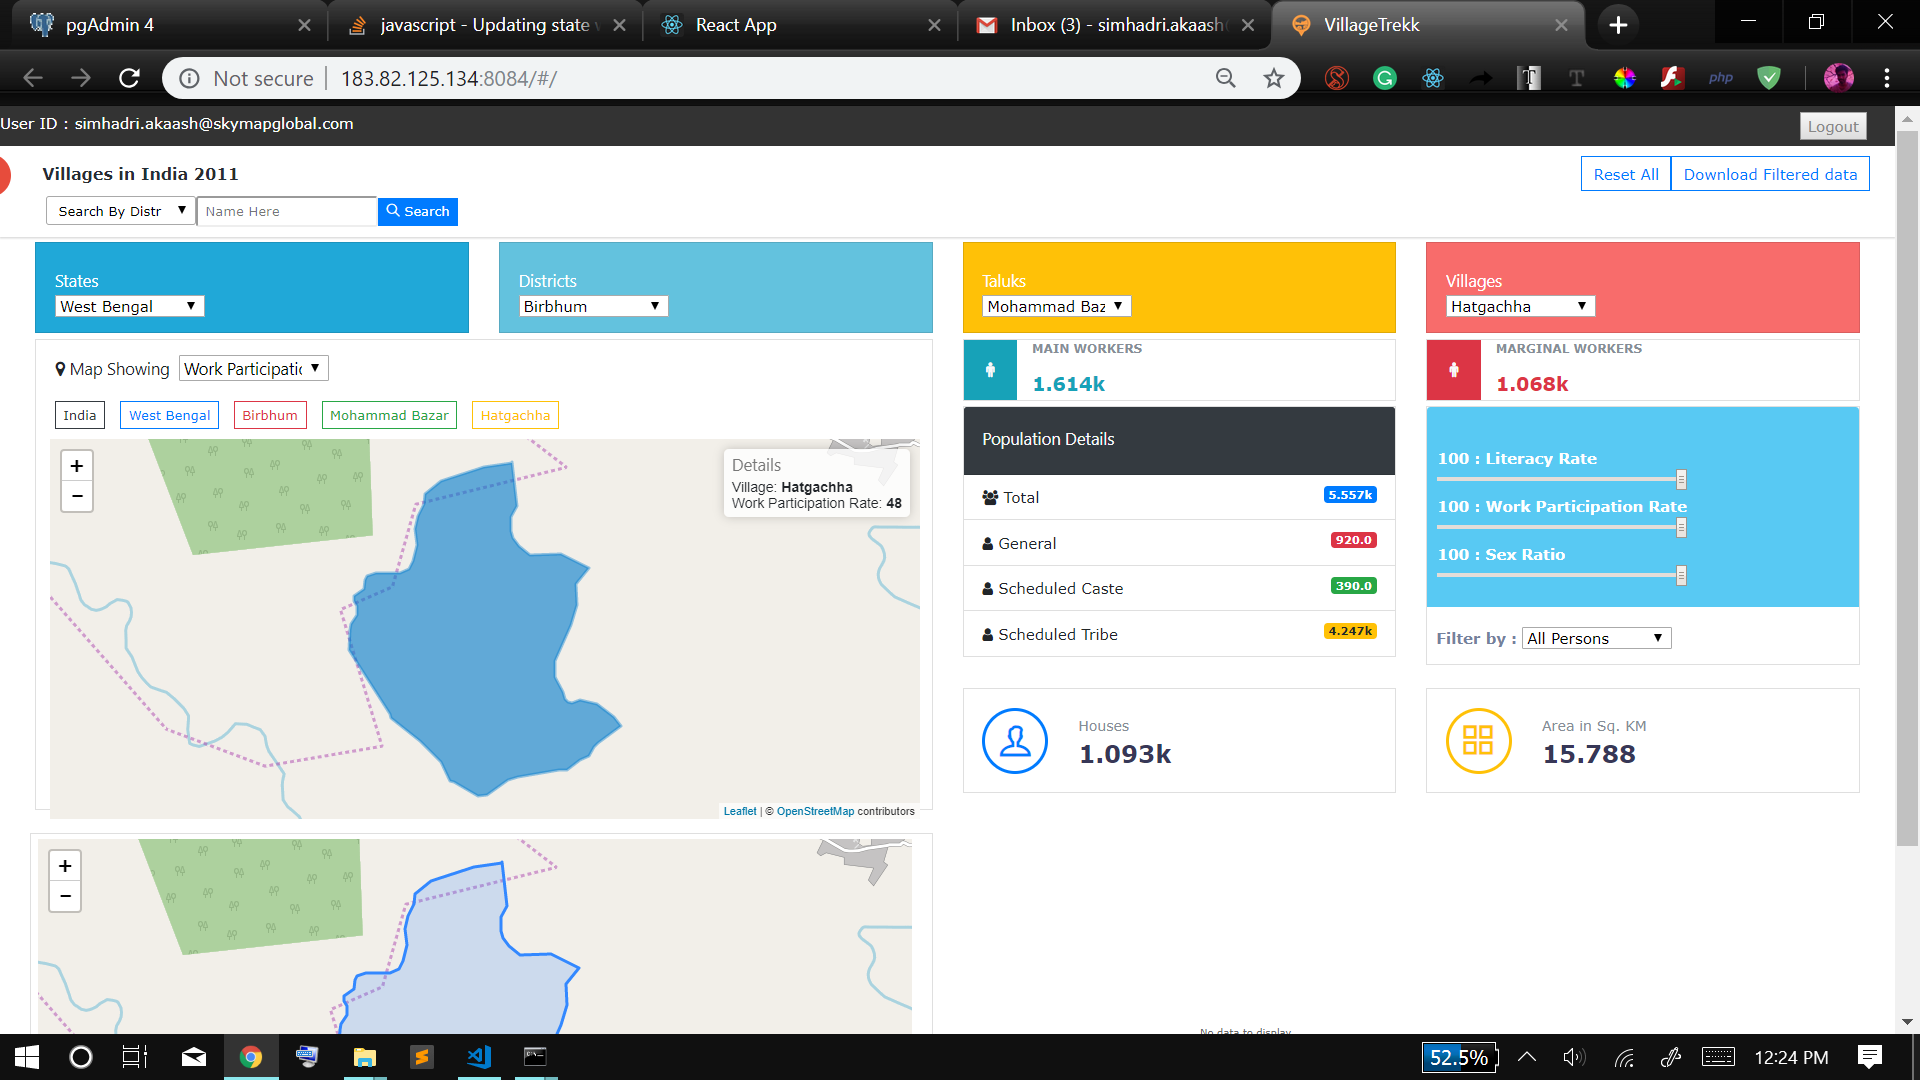 pgAdmin 4
javascript - Updating state v
React App
Inbox (3) - simhadri.akaash
VillageTrekk
Not secure
183.82.125.134:8084/#/
php
User ID : simhadri.akaash@skymapglobal.com
Logout
Villages in India 2011
Reset All
Download Filtered data
Search By Distr
Name Here
Search
States
West Bengal
Districts
Birbhum
Taluks
Mohammad Baz
Villages
Hatgachha
Map Showing
Work Participatic
India
West Bengal
Birbhum
Mohammad Bazar
Hatgachha
+
−
Details
Village: Hatgachha
Work Participation Rate: 48
Leaflet | © OpenStreetMap contributors
MAIN WORKERS
1.614k
MARGINAL WORKERS
1.068k
Population Details
Total
5.557k
General
920.0
Scheduled Caste
390.0
Scheduled Tribe
4.247k
100 : Literacy Rate
100 : Work Participation Rate
100 : Sex Ratio
Filter by :
All Persons
Houses
1.093k
Area in Sq. KM
15.788
+
−
No data to display
52.5%
12:24 PM